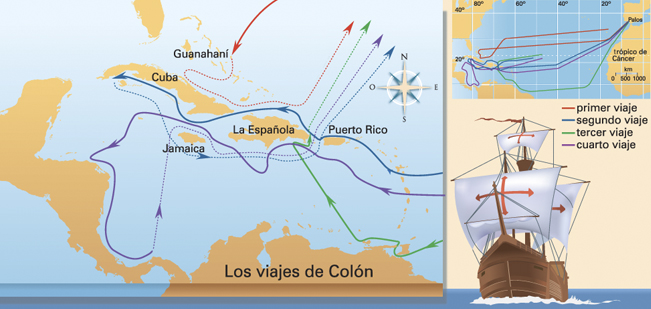 Guanahaní
Cuba
La Española
Puerto Rico
Jamaica
N
O
E
S
Los viajes de Colón
80°
60°
40°
20°
40°
20°
Palos
trópico de
Cáncer
km
0 500 1000
primer viaje
segundo viaje
tercer viaje
cuarto viaje